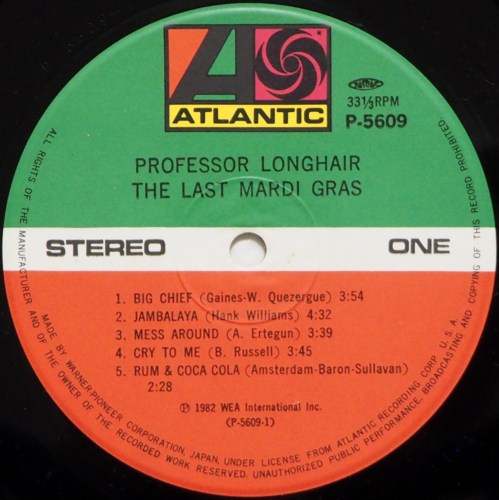 ATLANTIC
33⅓RPM
P-5609
PROFESSOR LONGHAIR
THE LAST MARDI GRAS
STEREO
ONE
1. BIG CHIEF (Gaines-W. Quezergue) 3:54
2. JAMBALAYA (Hank Williams) 4:32
3. MESS AROUND (A. Ertegun) 3:39
4. CRY TO ME (B. Russell) 3:45
5. RUM & COCA COLA (Amsterdam-Baron-Sullavan)
2:28
Ⓟ 1982 WEA International Inc.
(P-5609-1)
ALL RIGHTS OF THE MANUFACTURER AND OF THE OWNER OF THE RECORDED WORK RESERVED. UNAUTHORIZED PUBLIC PERFORMANCE, BROADCASTING AND COPYING OF THIS RECORD PROHIBITED
MADE BY WARNER-PIONEER CORPORATION, JAPAN, UNDER LICENSE FROM ATLANTIC RECORDING CORP. U.S.A.